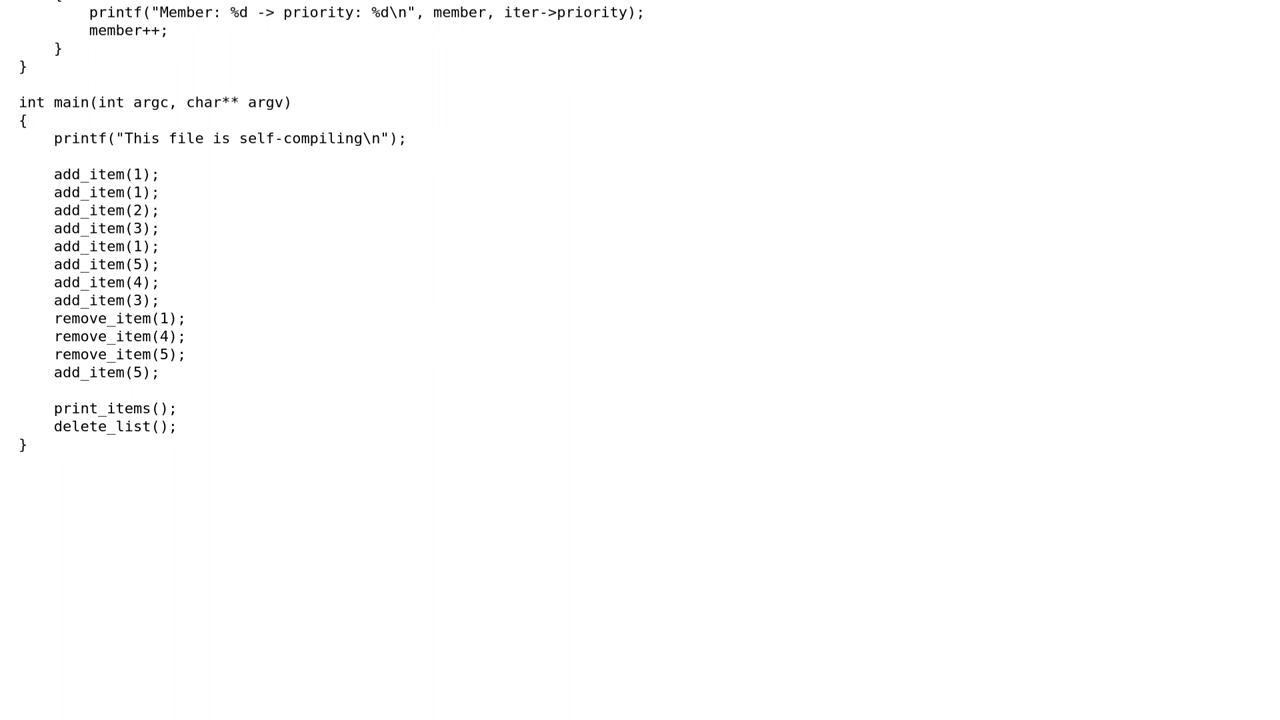 {
printf("Member: %d -> priority: %d\n", member, iter->priority);
member++;
}
}
int main(int argc, char** argv)
{
printf("This file is self-compiling\n");
add_item(1);
add_item(1);
add_item(2);
add_item(3);
add_item(1);
add_item(5);
add_item(4);
add_item(3);
remove_item(1);
remove_item(4);
remove_item(5);
add_item(5);
print_items();
delete_list();
}